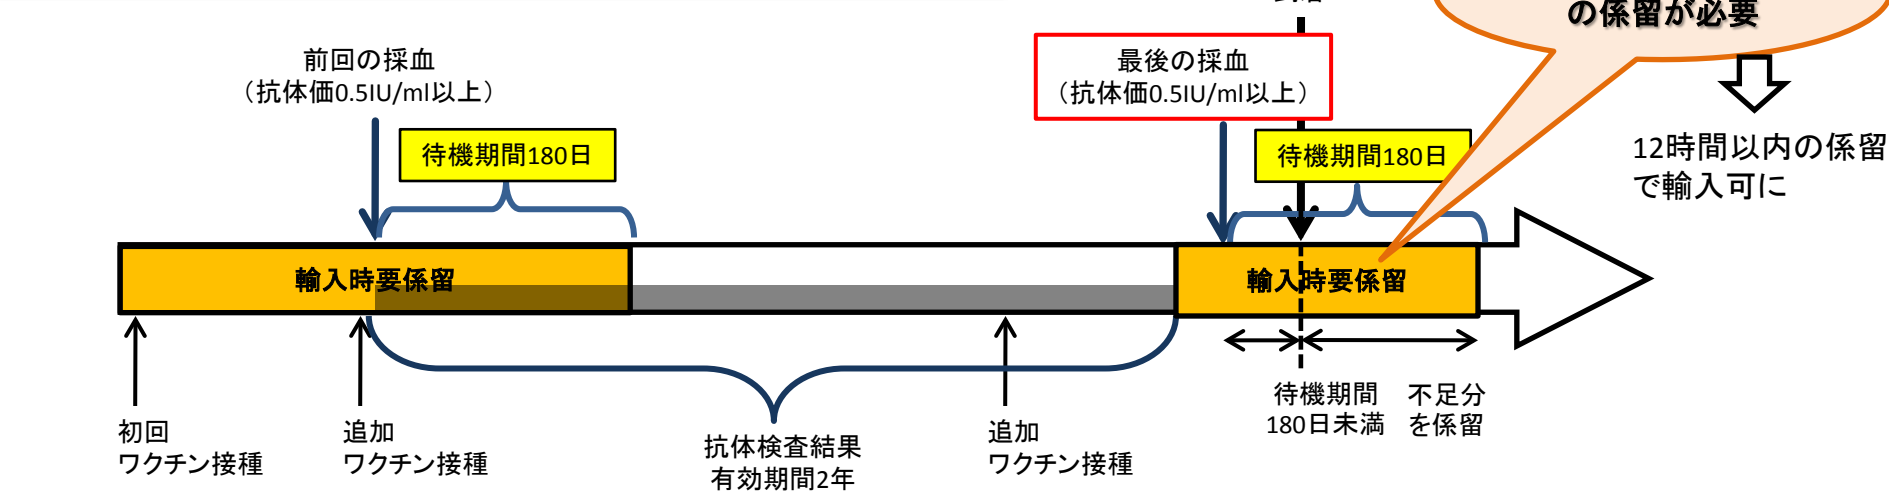 の係留が必要
前回の採血
（抗体価0.5IU/ml以上）
最後の採血
（抗体価0.5IU/ml以上）
待機期間180日
待機期間180日
12時間以内の係留
で輸入可に
輸入時要係留
輸入時要係留
待機期間
180日未満
不足分
を係留
初回
ワクチン接種
追加
ワクチン接種
抗体検査結果
有効期間2年
追加
ワクチン接種